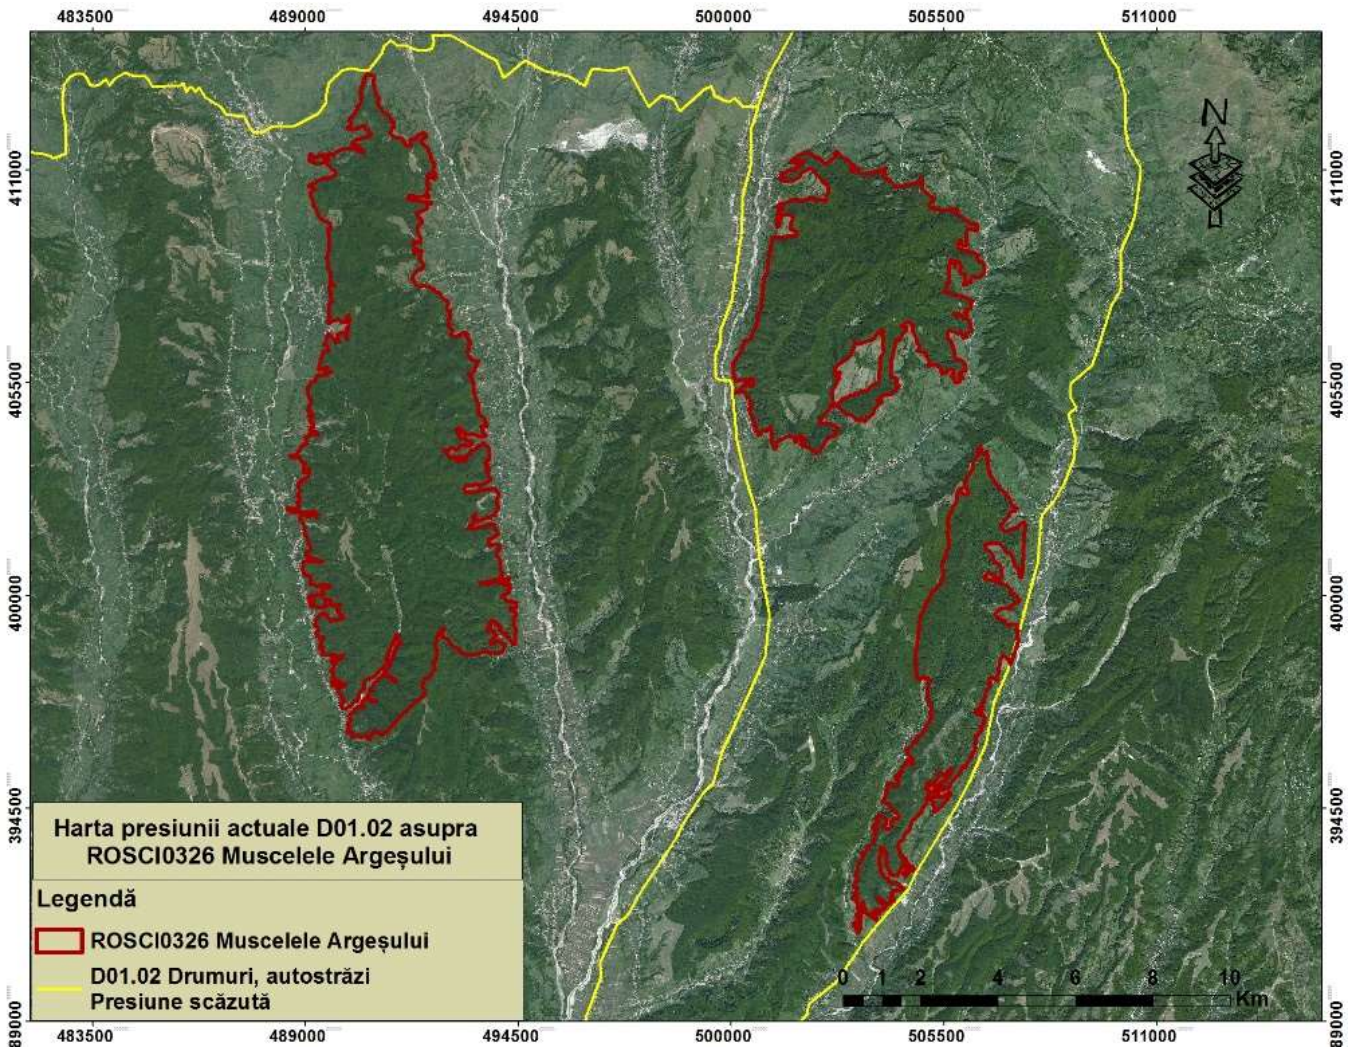 483500 489000 494500 500000 505500 511000
N
411000 411000
405500 405500
400000 400000
394500 394500
89000 89000
Harta presiunii actuale D01.02 asupra
ROSCI0326 Muscelele Argeșului
Legendă
ROSCI0326 Muscelele Argeșului
D01.02 Drumuri, autostrăzi
Presiune scăzută
0 1 2 4 6 8 10
Km
483500 489000 494500 500000 505500 511000